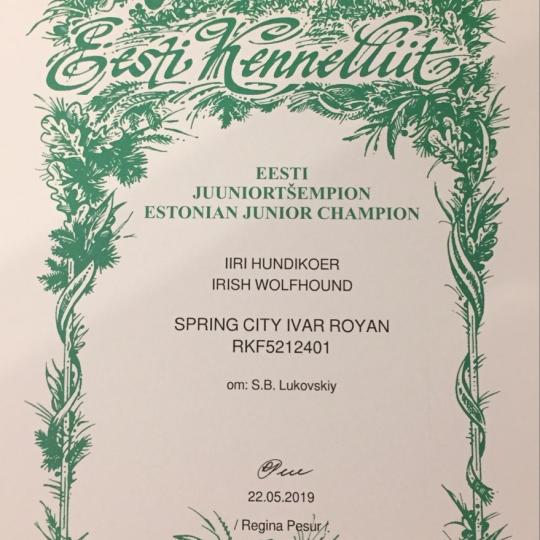 Eesti Kennelliit
EESTI
JUUNIORTŠEMPION
ESTONIAN JUNIOR CHAMPION
IIRI HUNDIKOER
IRISH WOLFHOUND
SPRING CITY IVAR ROYAN
RKF5212401
om: S.B. Lukovskiy
22.05.2019
/ Regina Pesur /